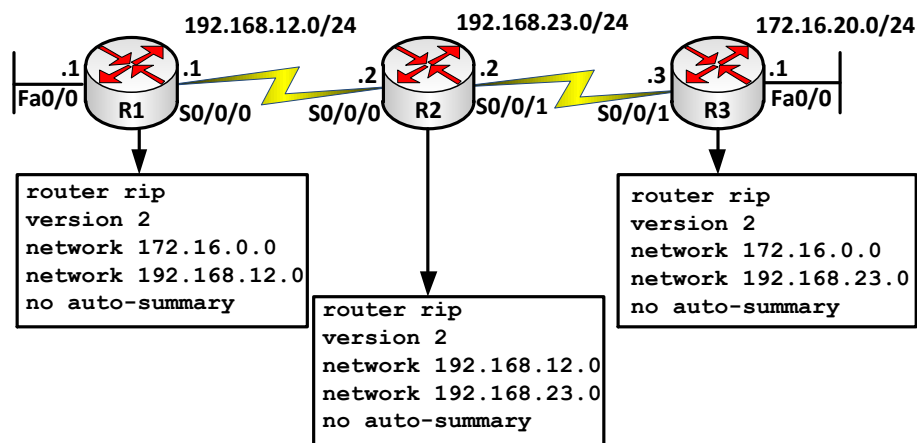 192.168.12.0/24
192.168.23.0/24
172.16.20.0/24
.1
Fa0/0
R1
.1
S0/0/0
.2
S0/0/0
R2
.2
S0/0/1
.3
S0/0/1
R3
.1
Fa0/0
router rip
version 2
network 172.16.0.0
network 192.168.12.0
no auto-summary
router rip
version 2
network 192.168.12.0
network 192.168.23.0
no auto-summary
router rip
version 2
network 172.16.0.0
network 192.168.23.0
no auto-summary